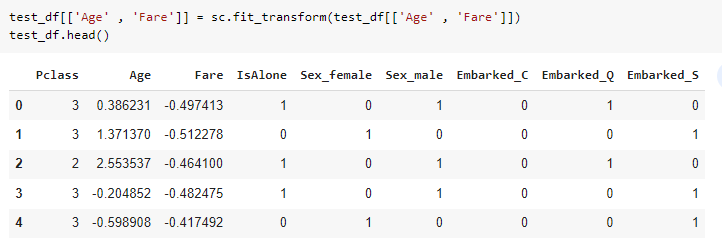 test_df[['Age' , 'Fare']] = sc.fit_transform(test_df[['Age' , 'Fare']])
test_df.head()
Pclass Age Fare IsAlone Sex_female Sex_male Embarked_C Embarked_Q Embarked_S
0 3 0.386231 -0.497413 1 0 1 0 1 0
1 3 1.371370 -0.512278 0 1 0 0 0 1
2 2 2.553537 -0.464100 1 0 1 0 1 0
3 3 -0.204852 -0.482475 1 0 1 0 0 1
4 3 -0.598908 -0.417492 0 1 0 0 0 1